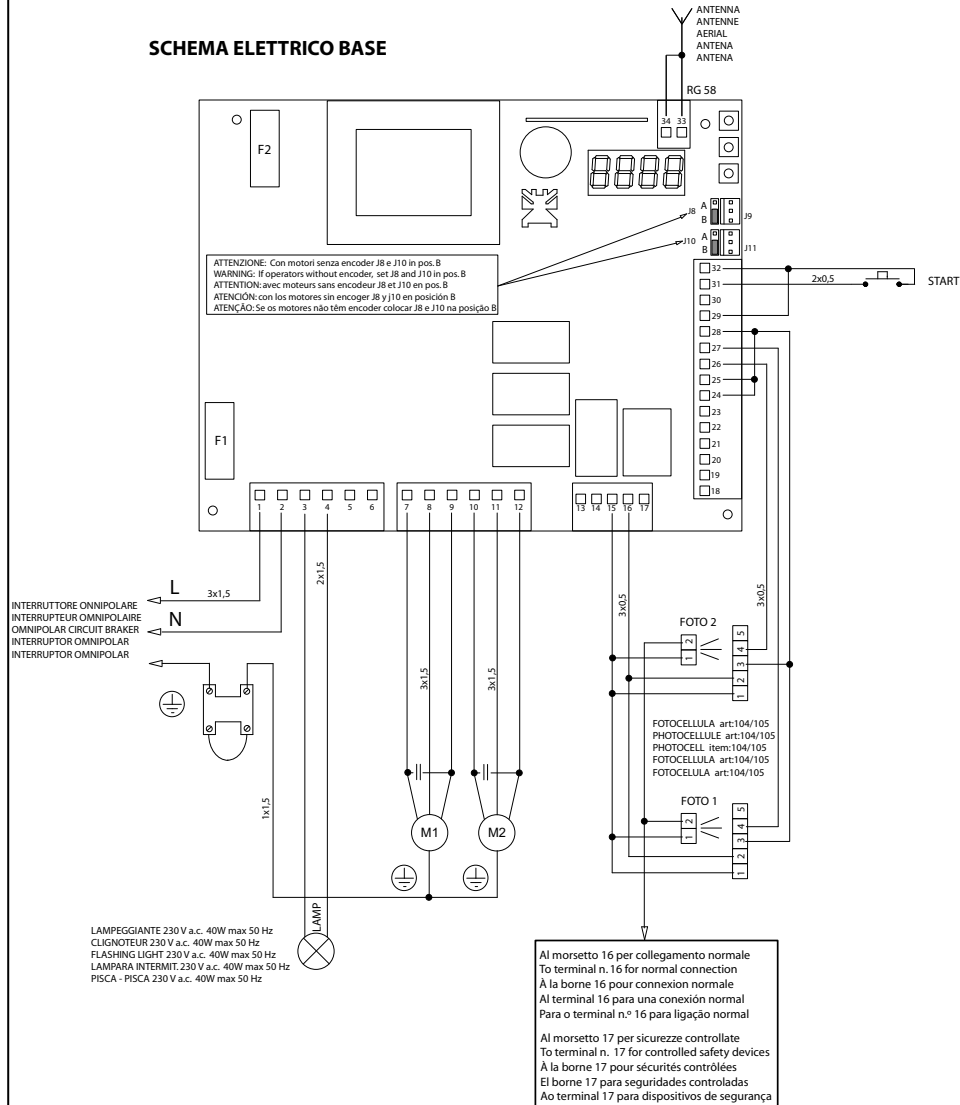 ANTENNA
ANTENNE
AERIAL
ANTENA
ANTENA
SCHEMA ELETTRICO BASE
RG 58
34 33
F2
J8
A
B
J9
J10
A
B
J11
ATTENZIONE: Con motori senza encoder J8 e J10 in pos. B
WARNING: If operators without encoder, set J8 and J10 in pos. B
ATTENTION: avec moteurs sans encodeur J8 et J10 en pos. B
ATENCIÓN: con los motores sin encoger J8 y j10 en posición B
ATENÇÃO: Se os motores não têm encoder colocar J8 e J10 na posição B
32
31
30
29
28
27
26
25
24
23
22
21
20
19
18
2x0,5
START
F1
1 2 3 4 5 6
7 8 9 10 11 12
13 14 15 16 17
L
3x1,5
N
INTERRUTTORE ONNIPOLARE
INTERRUPTEUR OMNIPOLAIRE
OMNIPOLAR CIRCUIT BRAKER
INTERRUPTOR OMNIPOLAR
INTERRUPTOR OMNIPOLAR
2x1,5
3x1,5
3x1,5
3x0,5
3x0,5
1x1,5
FOTO 2
2
1
5
4
3
2
1
FOTOCELLULA art:104/105
PHOTOCELLULE art:104/105
PHOTOCELL item:104/105
FOTOCELLULA art:104/105
FOTOCELULA art:104/105
FOTO 1
2
1
5
4
3
2
1
M1
M2
LAMP
LAMPEGGIANTE 230 V a.c. 40W max 50 Hz
CLIGNOTEUR 230 V a.c. 40W max 50 Hz
FLASHING LIGHT 230 V a.c. 40W max 50 Hz
LAMPARA INTERMIT. 230 V a.c. 40W max 50 Hz
PISCA - PISCA 230 V a.c. 40W max 50 Hz
Al morsetto 16 per collegamento normale
To terminal n. 16 for normal connection
À la borne 16 pour connexion normale
Al terminal 16 para una conexión normal
Para o terminal n.º 16 para ligação normal
Al morsetto 17 per sicurezze controllate
To terminal n. 17 for controlled safety devices
À la borne 17 pour sécurités contrôlées
El borne 17 para seguridades controladas
Ao terminal 17 para dispositivos de segurança